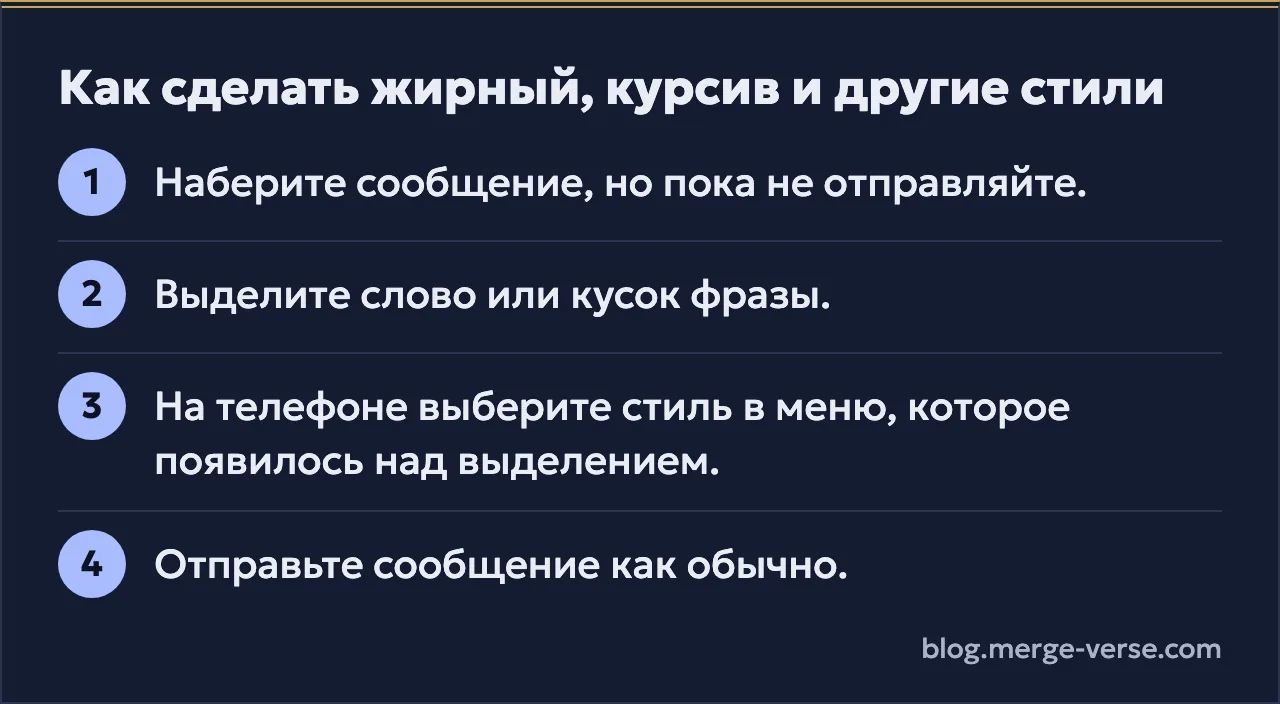 Как сделать жирный, курсив и другие стили
1
Наберите сообщение, но пока не отправляйте.
2
Выделите слово или кусок фразы.
3
На телефоне выберите стиль в меню, которое
появилось над выделением.
4
Отправьте сообщение как обычно.
blog.merge-verse.com